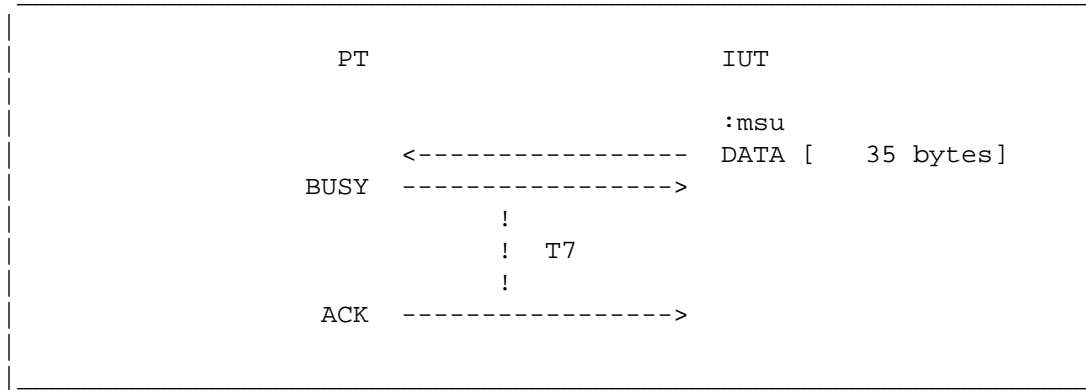 PT IUT
:msu
<----------------- DATA [ 35 bytes]
BUSY ----------------->
!
! T7
!
ACK ----------------->